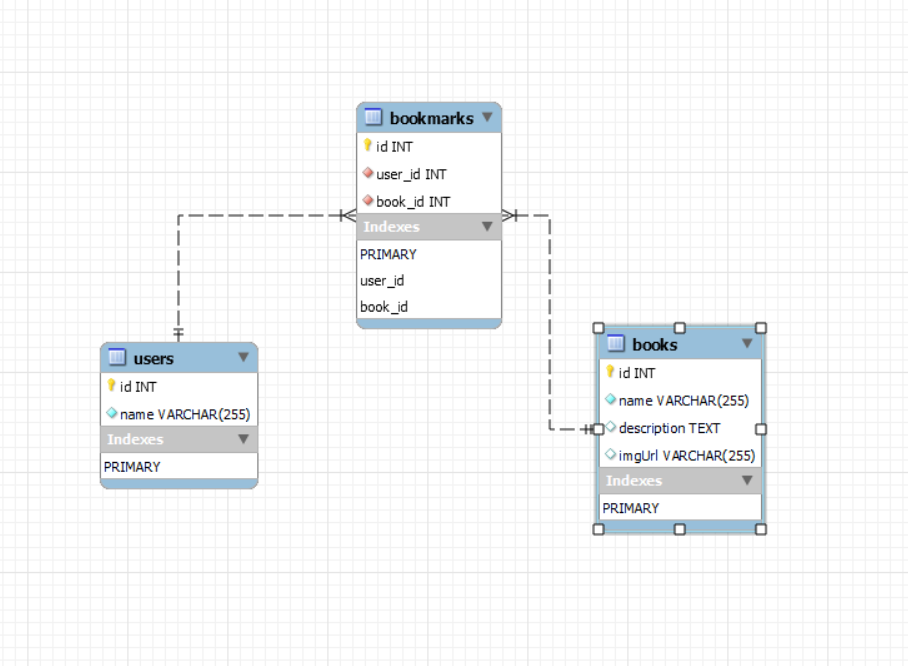 bookmarks
id INT
user_id INT
book_id INT
Indexes
PRIMARY
user_id
book_id
users
id INT
name VARCHAR(255)
Indexes
PRIMARY
books
id INT
name VARCHAR(255)
description TEXT
imgUrl VARCHAR(255)
Indexes
PRIMARY